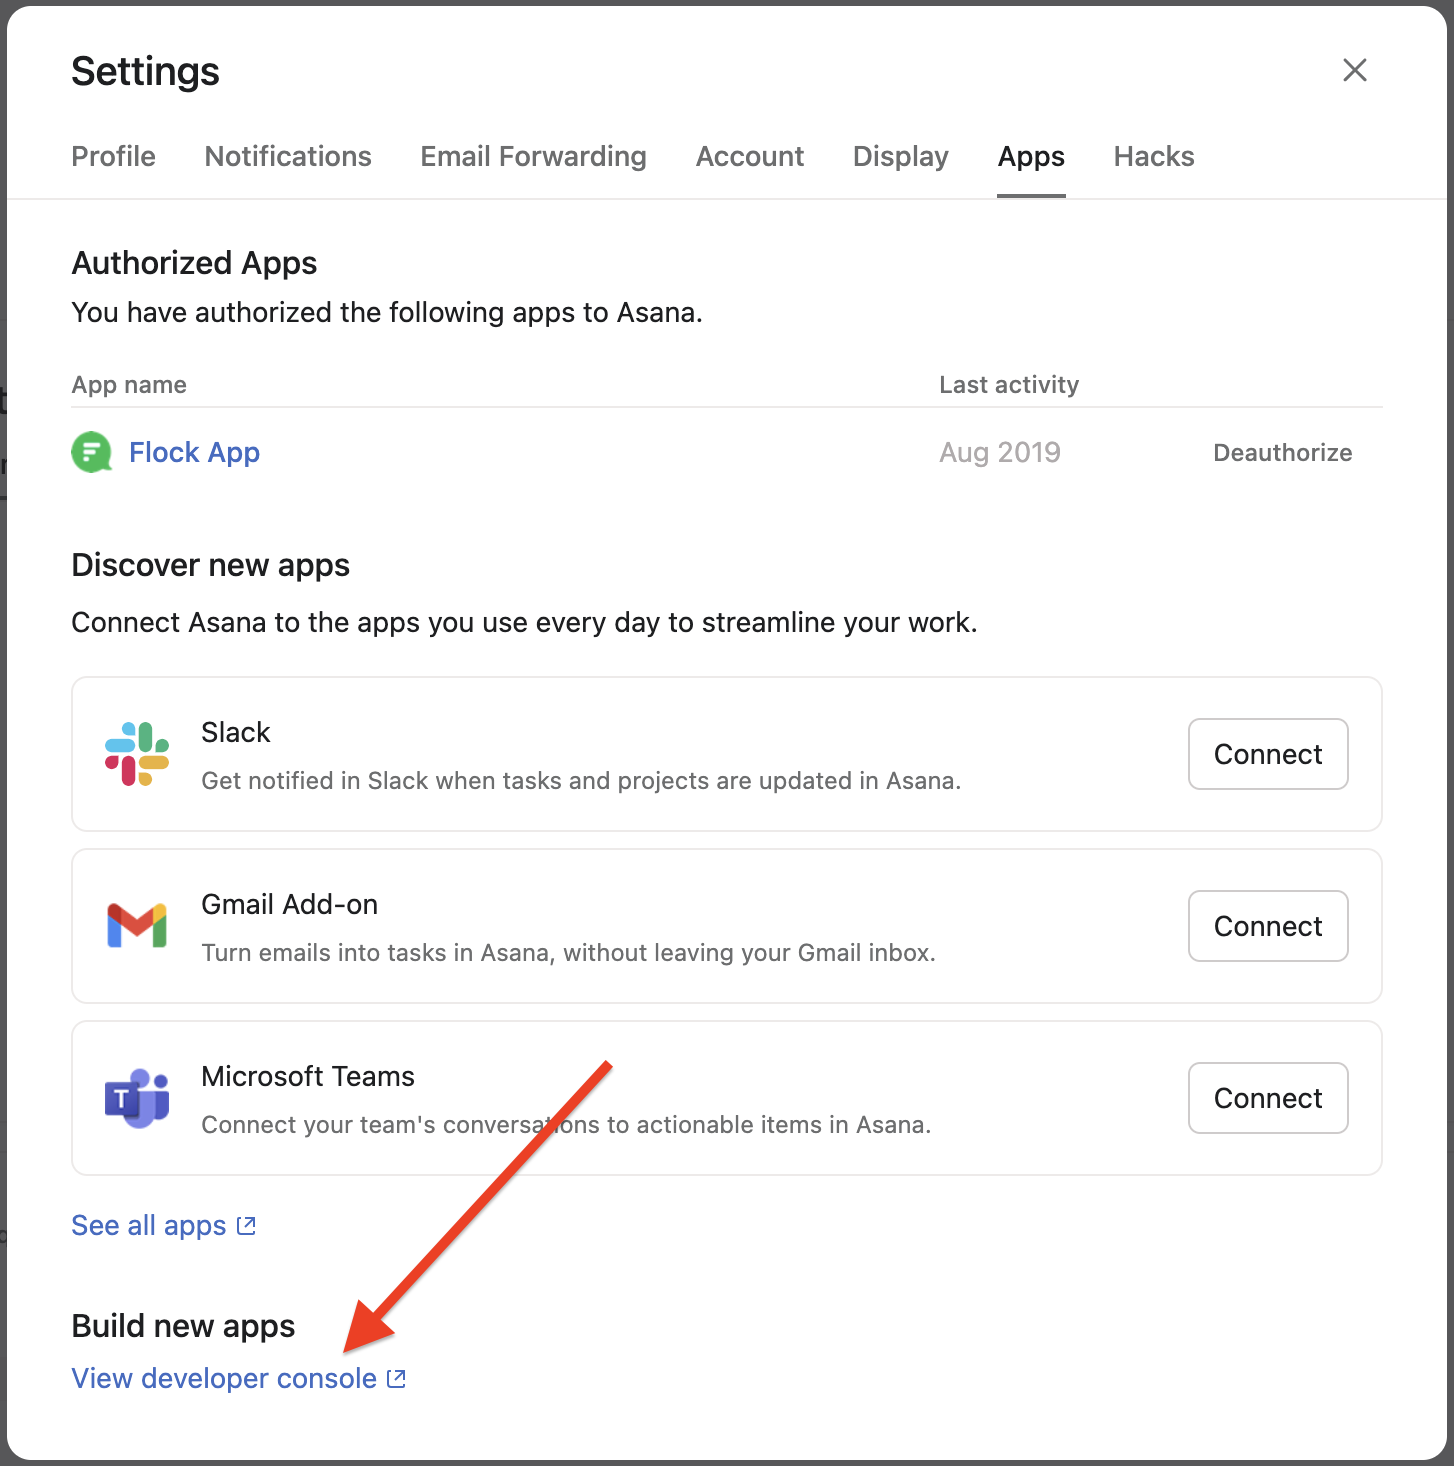 Settings
Profile Notifications Email Forwarding Account Display Apps Hacks
Authorized Apps
You have authorized the following apps to Asana.
App name Last activity
Flock App Aug 2019 Deauthorize
Discover new apps
Connect Asana to the apps you use every day to streamline your work.
Slack
Get notified in Slack when tasks and projects are updated in Asana.
Connect
Gmail Add-on
Turn emails into tasks in Asana, without leaving your Gmail inbox.
Connect
T
Microsoft Teams
Connect your team's conversations to actionable items in Asana.
Connect
See all apps
Build new apps
View developer console